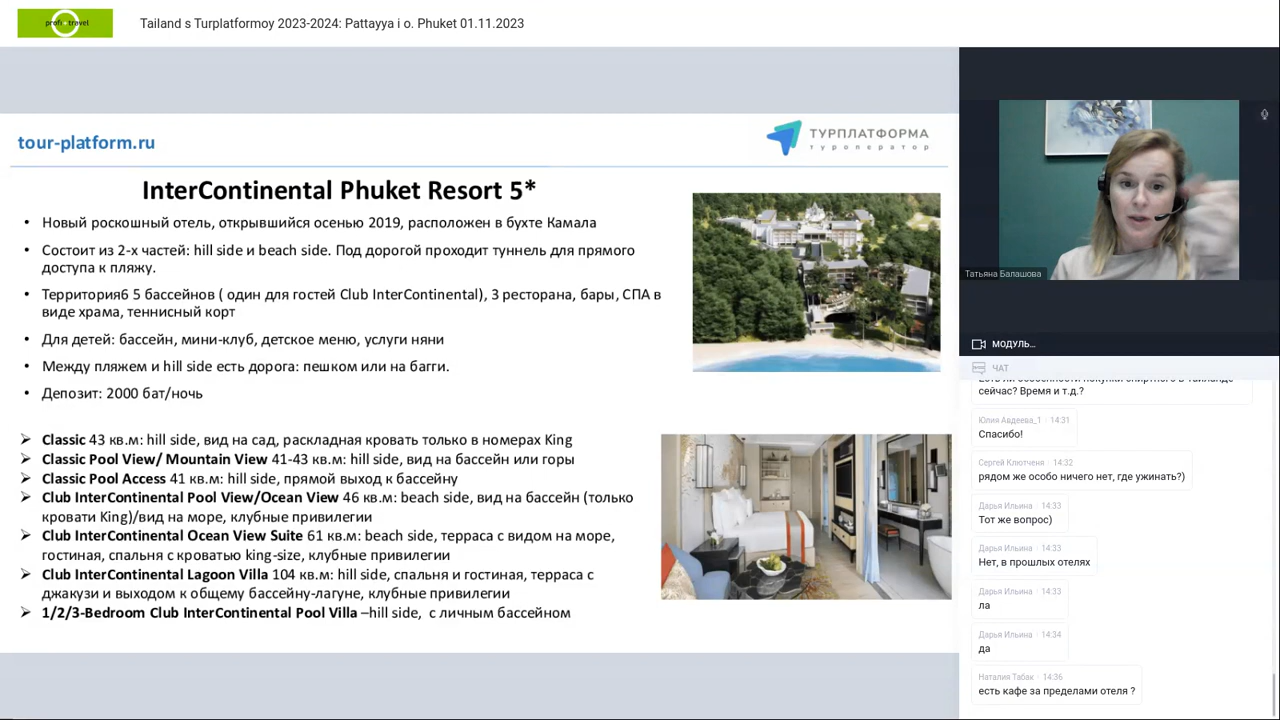 profi travel
Tailand s Turplatformoy 2023-2024: Pattayya i o. Phuket 01.11.2023
tour-platform.ru
ТУРПЛАТФОРМА
туроператор
InterContinental Phuket Resort 5*
• Новый роскошный отель, открывшийся осенью 2019, расположен в бухте Камала
• Состоит из 2-х частей: hill side и beach side. Под дорогой проходит туннель для прямого
доступа к пляжу.
• Территория6 5 бассейнов ( один для гостей Club InterContinental), 3 ресторана, бары, СПА в
виде храма, теннисный корт
• Для детей: бассейн, мини-клуб, детское меню, услуги няни
• Между пляжем и hill side есть дорога: пешком или на багги.
• Депозит: 2000 бат/ночь
➢ Classic 43 кв.м: hill side, вид на сад, раскладная кровать только в номерах King
➢ Classic Pool View/ Mountain View 41-43 кв.м: hill side, вид на бассейн или горы
➢ Classic Pool Access 41 кв.м: hill side, прямой выход к бассейну
➢ Club InterContinental Pool View/Ocean View 46 кв.м: beach side, вид на бассейн (только
кровати King)/вид на море, клубные привилегии
➢ Club InterContinental Ocean View Suite 61 кв.м: beach side, терраса с видом на море,
гостиная, спальня с кроватью king-size, клубные привилегии
➢ Club InterContinental Lagoon Villa 104 кв.м: hill side, спальня и гостиная, терраса с
джакузи и выходом к общему бассейну-лагуне, клубные привилегии
➢ 1/2/3-Bedroom Club InterContinental Pool Villa –hill side, с личным бассейном
Татьяна Балашова
МОДУЛЬ…
ЧАТ
сейчас? Время и т.д.?
Юлия Авдеева_1 · 14:31
Спасибо!
Сергей Ключеня · 14:32
рядом же особо ничего нет, где ужинать?)
Дарья Ильина · 14:33
Тот же вопрос)
Дарья Ильина · 14:33
Нет, в прошлых отелях
Дарья Ильина · 14:33
ла
Дарья Ильина · 14:34
да
Наталия Табак · 14:36
есть кафе за пределами отеля ?